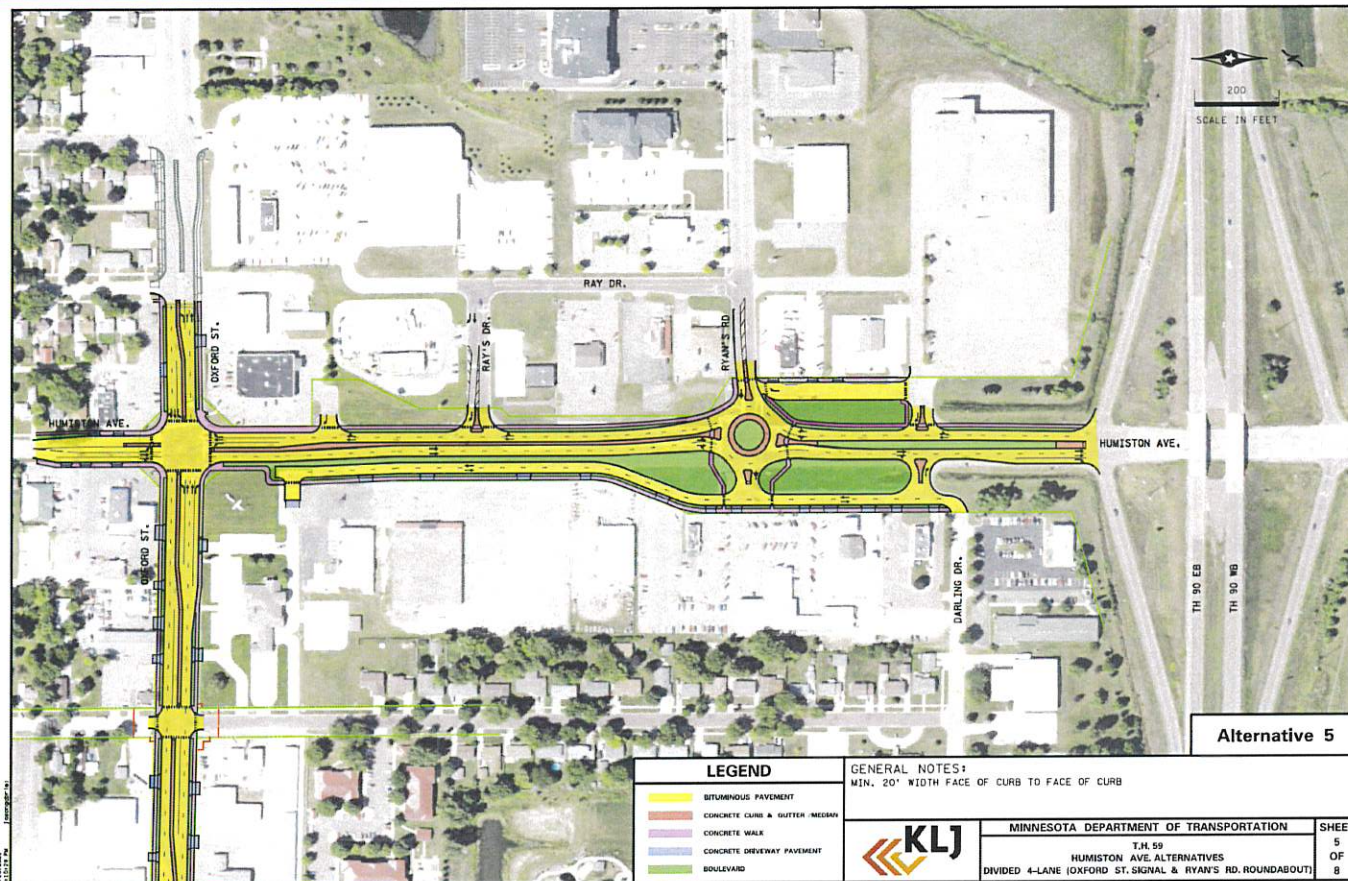 200
SCALE IN FEET
RAY DR.
OXFORD ST.
RAY'S DR.
RYAN'S RD
HUMISTON AVE.
HUMISTON AVE.
OXFORD ST.
DARLING DR.
TH 90 EB
TH 90 WB
Alternative 5
LEGEND
BITUMINOUS PAVEMENT
CONCRETE CURB & GUTTER /MEDIAN
CONCRETE WALK
CONCRETE DRIVEWAY PAVEMENT
BOULEVARD
GENERAL NOTES:
MIN. 20' WIDTH FACE OF CURB TO FACE OF CURB
KLJ
MINNESOTA DEPARTMENT OF TRANSPORTATION
T.H. 59
HUMISTON AVE. ALTERNATIVES
DIVIDED 4-LANE (OXFORD ST. SIGNAL & RYAN'S RD. ROUNDABOUT)
SHEE
5
OF
8